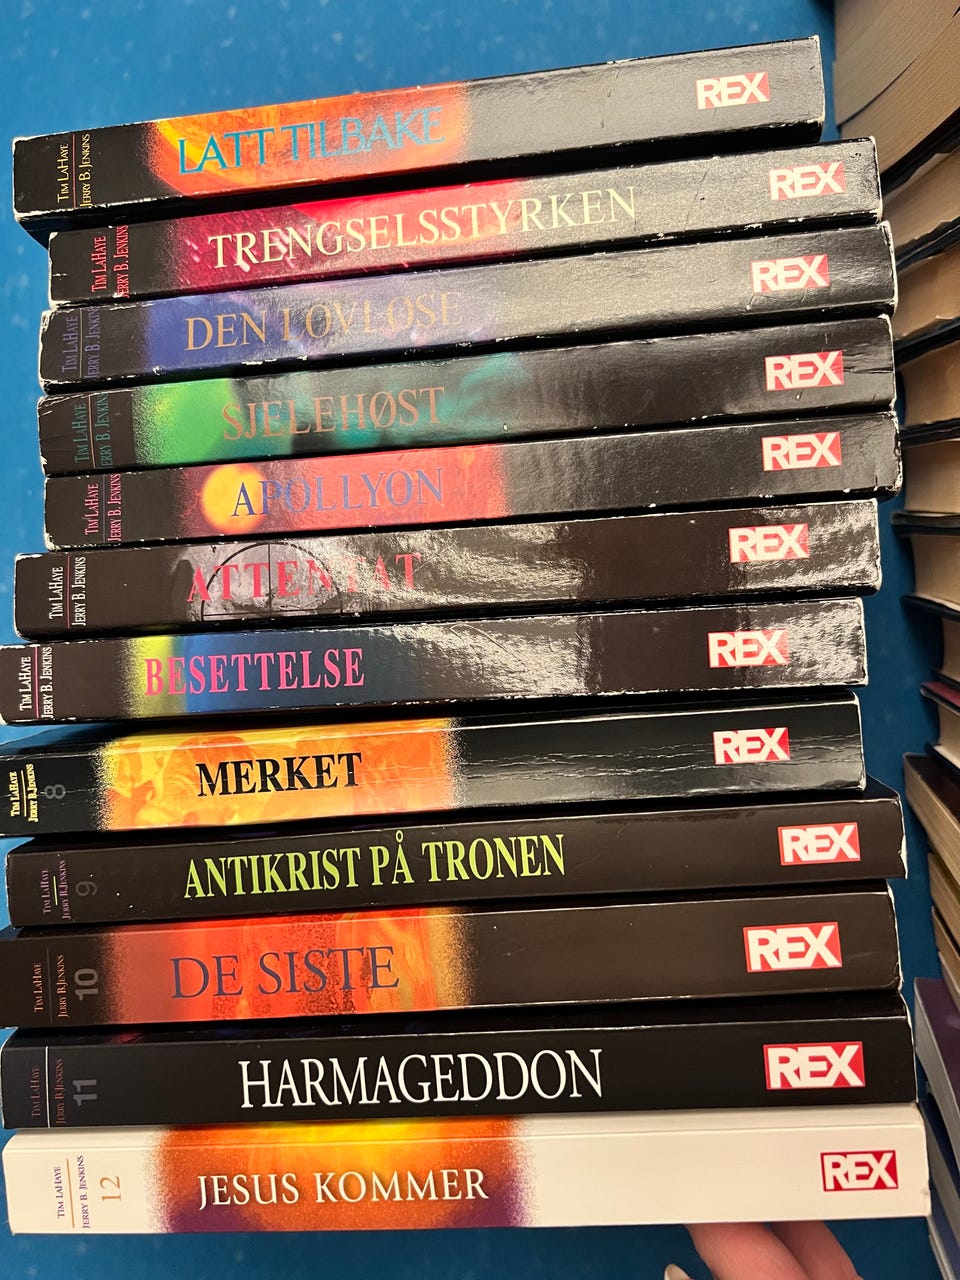 TIM LAHAYE
JERRY B. JENKINS
LATT TILBAKE
REX
TIM LAHAYE
JERRY B. JENKINS
TRENGSELSSTYRKEN
REX
TIM LAHAYE
JERRY B. JENKINS
DEN LOVLØSE
REX
TIM LAHAYE
JERRY B. JENKINS
SJELEHØST
REX
TIM LAHAYE
JERRY B. JENKINS
APOLLYON
REX
TIM LAHAYE
JERRY B. JENKINS
ATTENTAT
REX
TIM LAHAYE
JERRY B. JENKINS
BESETTELSE
REX
TIM LAHAYE
JERRY B. JENKINS
8
MERKET
REX
TIM LAHAYE
JERRY B. JENKINS
9
ANTIKRIST PÅ TRONEN
REX
TIM LAHAYE
JERRY B. JENKINS
10
DE SISTE
REX
TIM LAHAYE
JERRY B. JENKINS
11
HARMAGEDDON
REX
TIM LAHAYE
JERRY B. JENKINS
12
JESUS KOMMER
REX